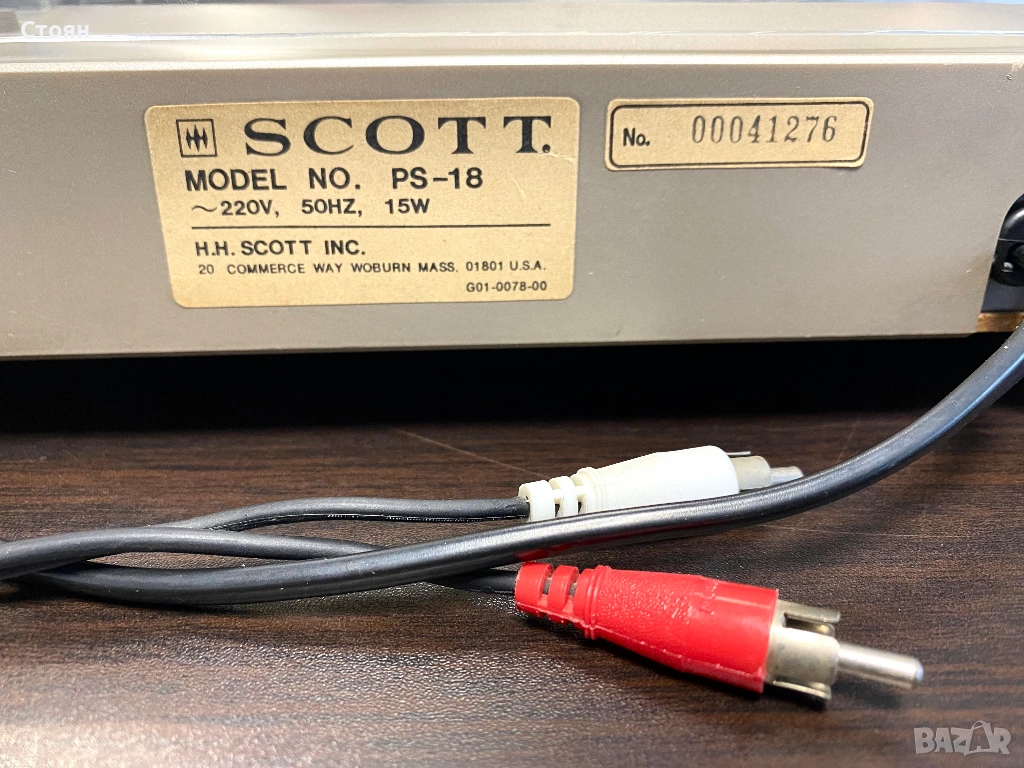 Стоян
SCOTT.
MODEL NO. PS-18
~220V, 50HZ, 15W
H.H. SCOTT INC.
20 COMMERCE WAY WOBURN MASS. 01801 U.S.A.
G01-0078-00
No. 00041276
BAZAR